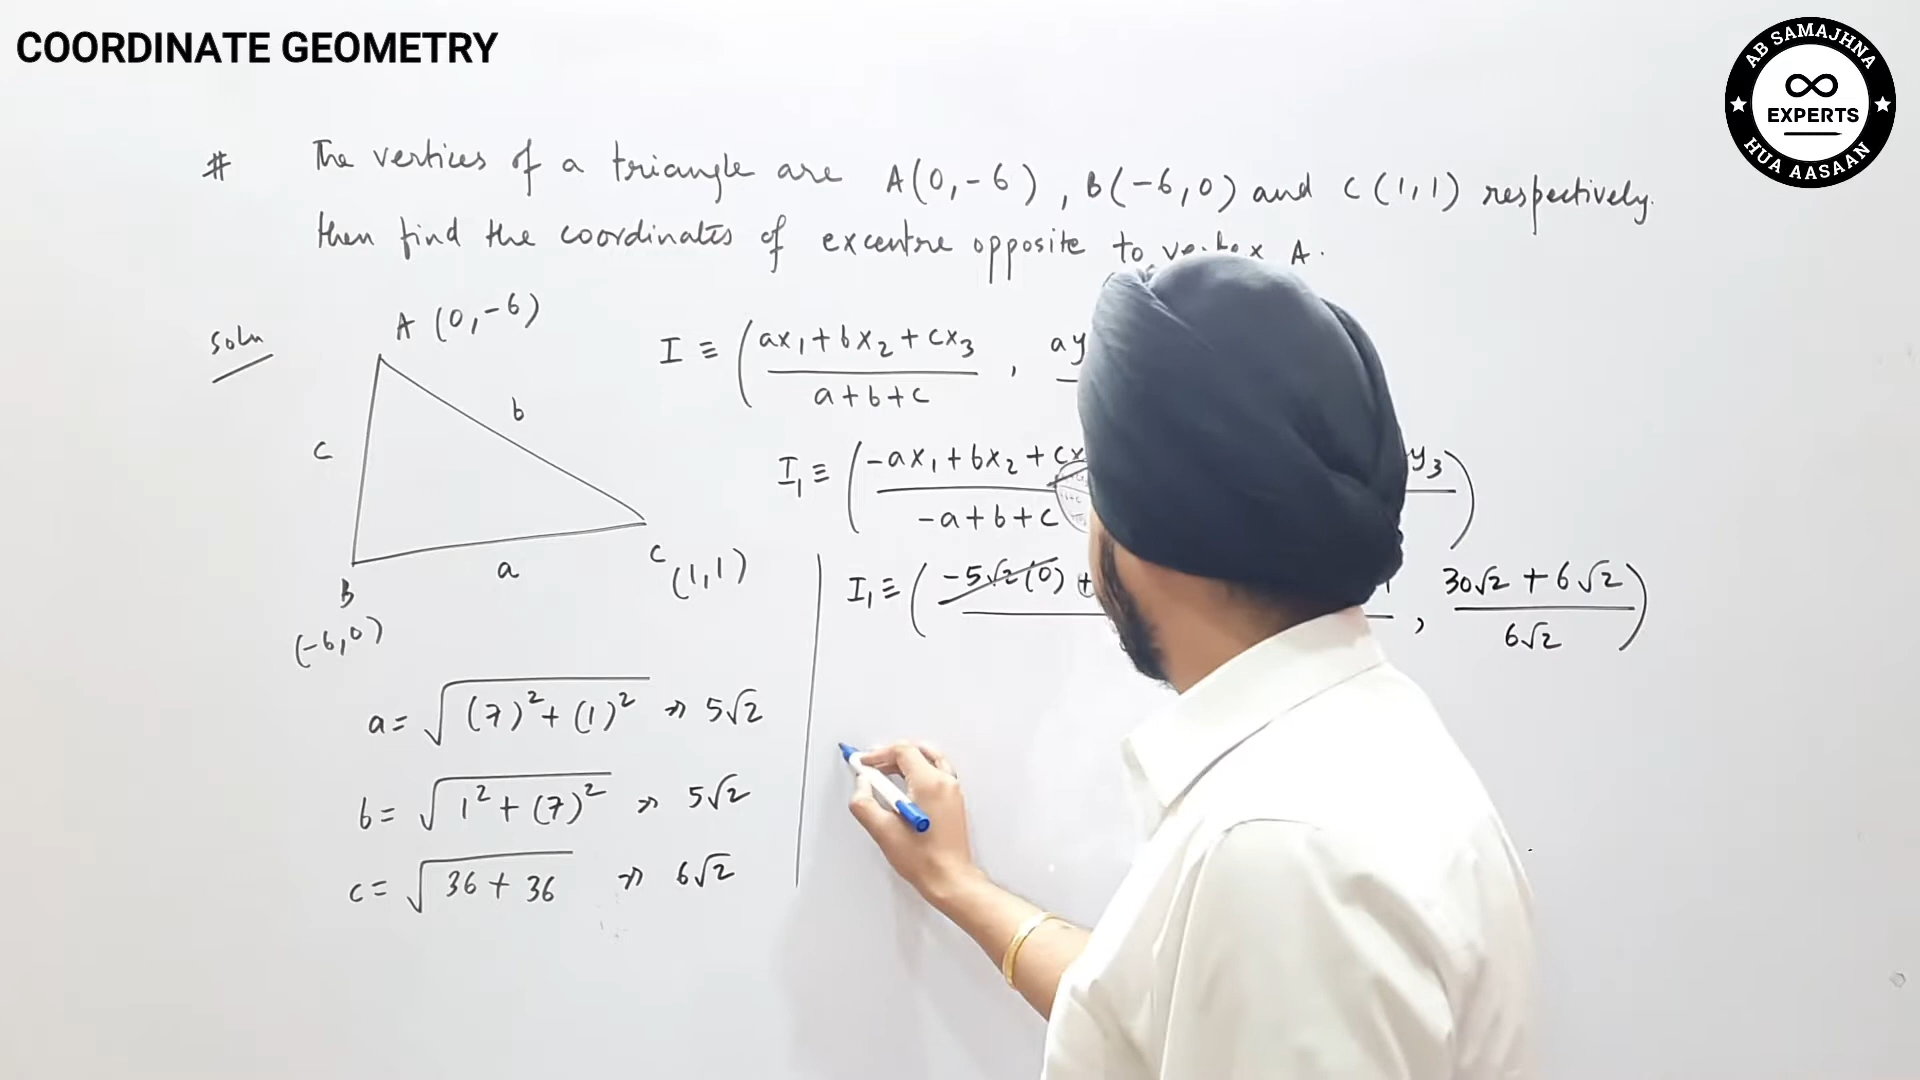 COORDINATE GEOMETRY
AB SAMAJHNA
∞
EXPERTS
HUA AASAAN
# The vertices of a triangle are A(0,-6), B(-6,0) and C(1,1) respectively.
then find the coordinates of excentre opposite to A.
Soln
A (0,-6)
c
b
a
B
(-6,0)
C
(1,1)
a = √(7)²+(1)² ⇒ 5√2
b = √1²+(7)² ⇒ 5√2
c = √36+36 ⇒ 6√2
I ≡ (ax₁+bx₂+cx₃
a+b+c
, ay
I₁ ≡ (-ax₁+bx₂+cx
-a+b+c
y₃)
I₁ ≡ (-5√2(0) +
, 30√2+6√2
6√2 )